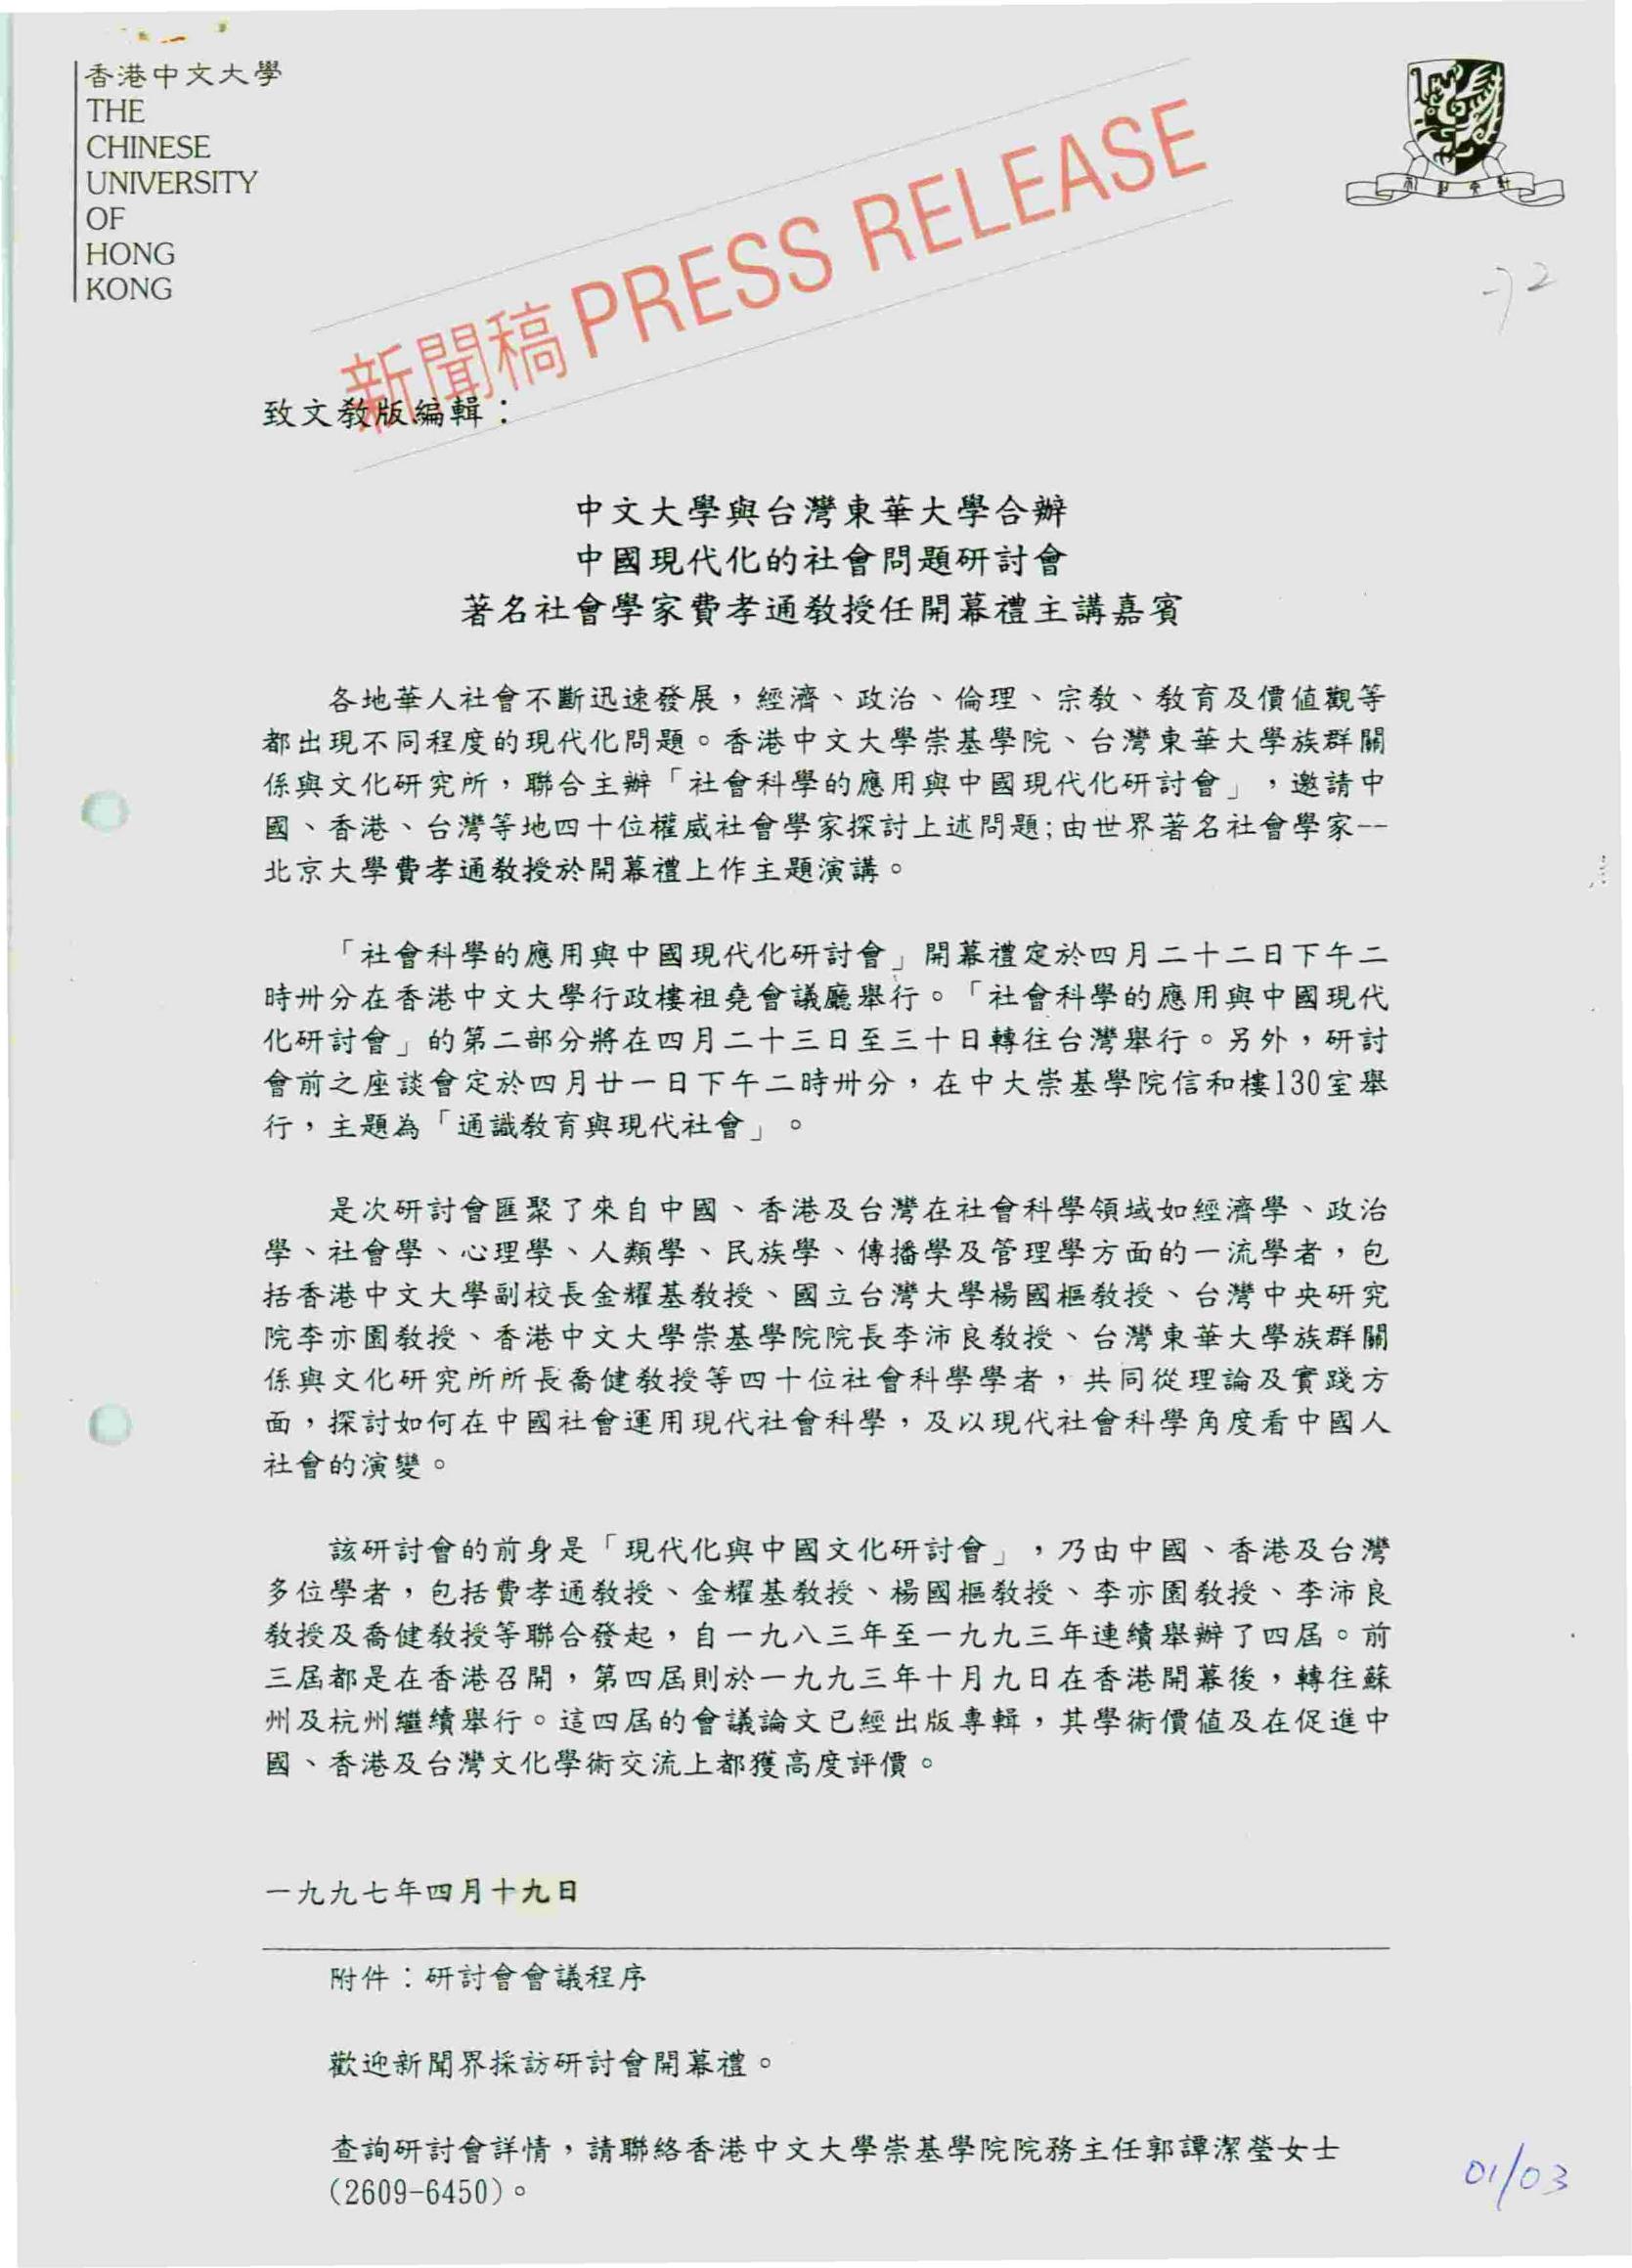 香港中文大學
THE
CHINESE
UNIVERSITY
OF
HONG
KONG
新聞稿 PRESS RELEASE
致文教版編輯：
中文大學與台灣東華大學合辦
中國現代化的社會問題研討會
著名社會學家費孝通教授任開幕禮主講嘉賓
各地華人社會不斷迅速發展，經濟、政治、倫理、宗教、教育及價值觀等
都出現不同程度的現代化問題。香港中文大學崇基學院、台灣東華大學族群關
係與文化研究所，聯合主辦「社會科學的應用與中國現代化研討會」，邀請中
國、香港、台灣等地四十位權威社會學家探討上述問題;由世界著名社會學家--
北京大學費孝通教授於開幕禮上作主題演講。
「社會科學的應用與中國現代化研討會」開幕禮定於四月二十二日下午二
時卅分在香港中文大學行政樓祖堯會議廳舉行。「社會科學的應用與中國現代
化研討會」的第二部分將在四月二十三日至三十日轉往台灣舉行。另外，研討
會前之座談會定於四月廿一日下午二時卅分，在中大崇基學院信和樓130室舉
行，主題為「通識教育與現代社會」。
是次研討會匯聚了來自中國、香港及台灣在社會科學領域如經濟學、政治
學、社會學、心理學、人類學、民族學、傳播學及管理學方面的一流學者，包
括香港中文大學副校長金耀基教授、國立台灣大學楊國樞教授、台灣中央研究
院李亦園教授、香港中文大學崇基學院院長李沛良教授、台灣東華大學族群關
係與文化研究所所長喬健教授等四十位社會科學學者，共同從理論及實踐方
面，探討如何在中國社會運用現代社會科學，及以現代社會科學角度看中國人
社會的演變。
該研討會的前身是「現代化與中國文化研討會」，乃由中國、香港及台灣
多位學者，包括費孝通教授、金耀基教授、楊國樞教授、李亦園教授、李沛良
教授及喬健教授等聯合發起，自一九八三年至一九九三年連續舉辦了四屆。前
三屆都是在香港召開，第四屆則於一九九三年十月九日在香港開幕後，轉往蘇
州及杭州繼續舉行。這四屆的會議論文已經出版專輯，其學術價值及在促進中
國、香港及台灣文化學術交流上都獲高度評價。
一九九七年四月十九日
附件：研討會會議程序
歡迎新聞界採訪研討會開幕禮。
查詢研討會詳情，請聯絡香港中文大學崇基學院院務主任郭譚潔瑩女士
(2609-6450)。
01/03